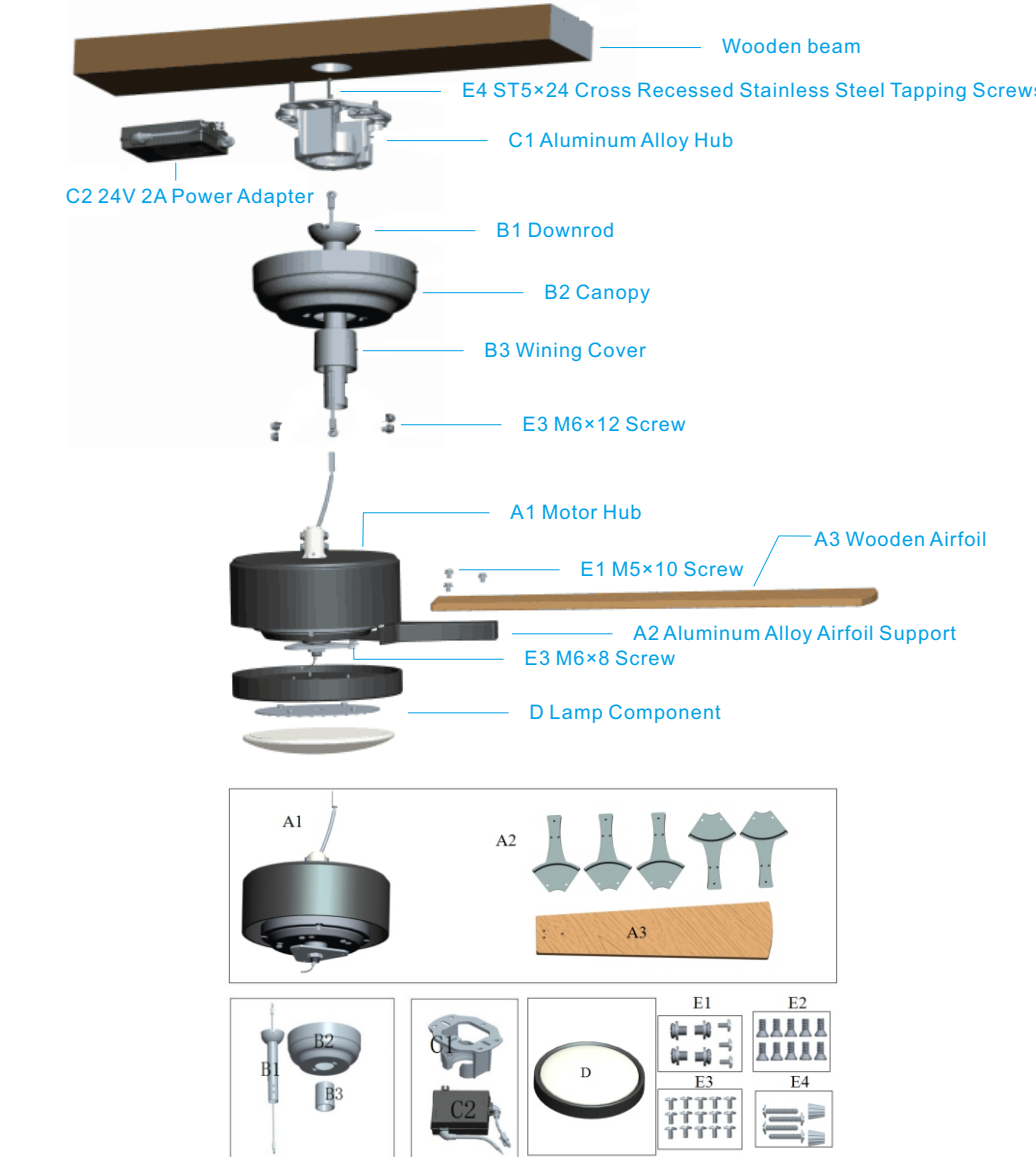 Wooden beam
E4 ST5×24 Cross Recessed Stainless Steel Tapping Screws
C1 Aluminum Alloy Hub
C2 24V 2A Power Adapter
B1 Downrod
B2 Canopy
B3 Wining Cover
E3 M6×12 Screw
A1 Motor Hub
A3 Wooden Airfoil
E1 M5×10 Screw
A2 Aluminum Alloy Airfoil Support
E3 M6×8 Screw
D Lamp Component
A1
A2
A3
B1
B2
B3
C1
C2
D
E1
E2
E3
E4